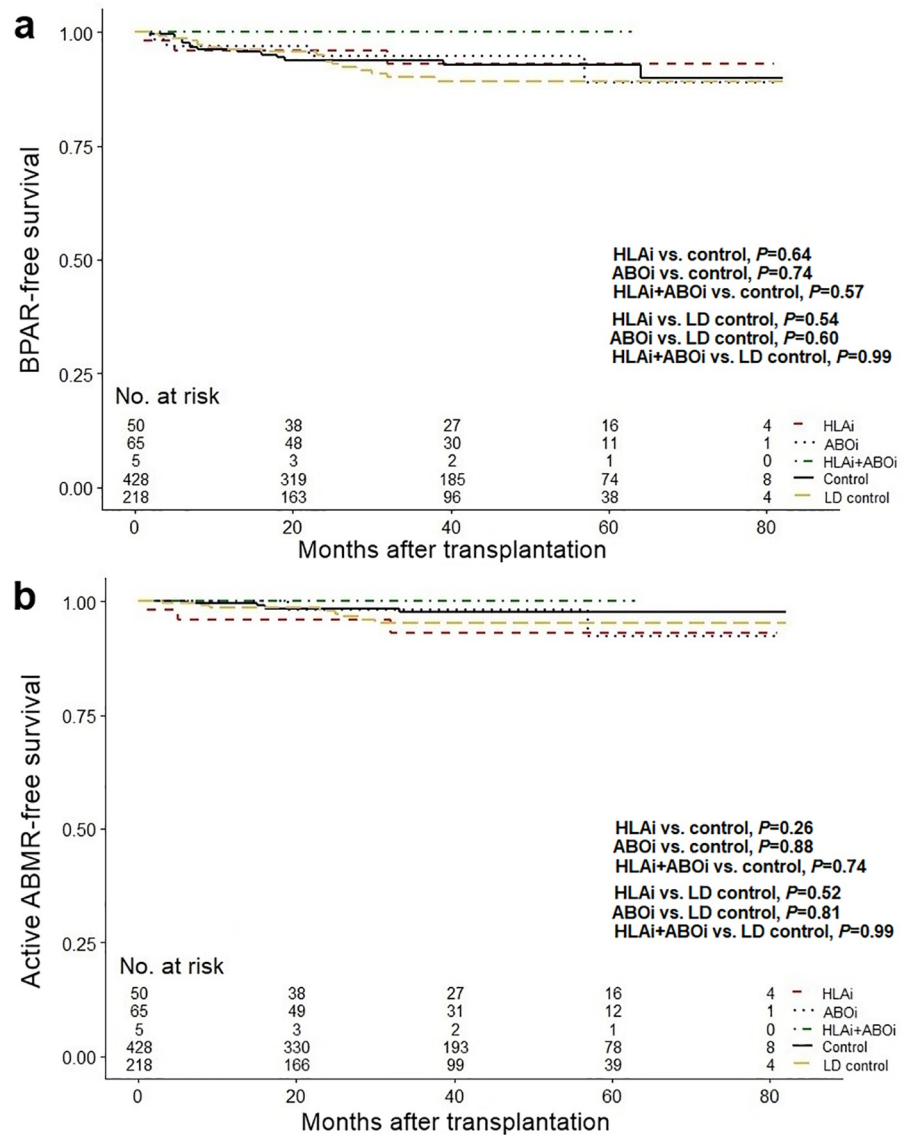 a
BPAR-free survival
1.00
0.75
0.50
0.25
0.00
HLAi vs. control, P=0.64
ABOi vs. control, P=0.74
HLAi+ABOi vs. control, P=0.57
HLAi vs. LD control, P=0.54
ABOi vs. LD control, P=0.60
HLAi+ABOi vs. LD control, P=0.99
No. at risk
50 38 27 16 4 HLAi
65 48 30 11 1 ABOi
5 3 2 1 0 HLAi+ABOi
428 319 185 74 8 Control
218 163 96 38 4 LD control
0 20 40 60 80
Months after transplantation
b
Active ABMR-free survival
1.00
0.75
0.50
0.25
0.00
HLAi vs. control, P=0.26
ABOi vs. control, P=0.88
HLAi+ABOi vs. control, P=0.74
HLAi vs. LD control, P=0.52
ABOi vs. LD control, P=0.81
HLAi+ABOi vs. LD control, P=0.99
No. at risk
50 38 27 16 4 HLAi
65 49 31 12 1 ABOi
5 3 2 1 0 HLAi+ABOi
428 330 193 78 8 Control
218 166 99 39 4 LD control
0 20 40 60 80
Months after transplantation